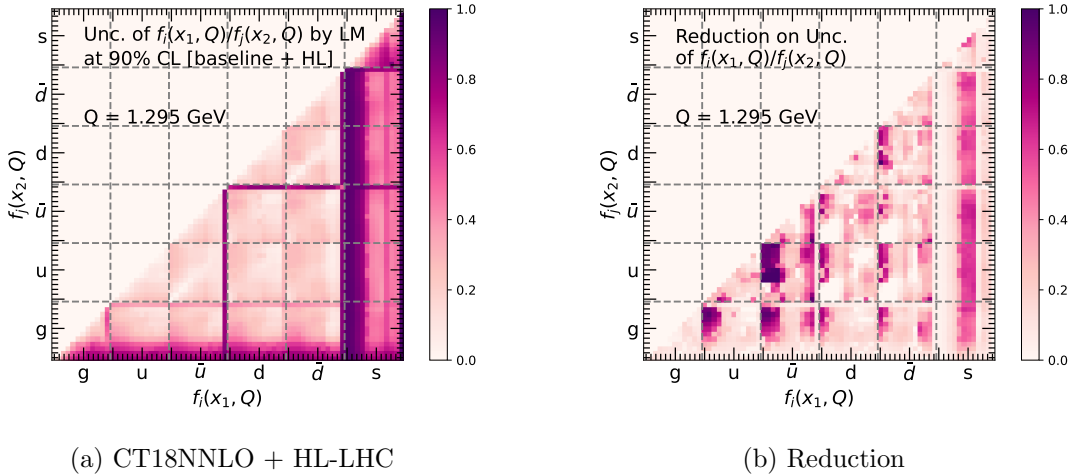 Unc. of f_i(x_1, Q)/f_j(x_2, Q) by LM
at 90% CL [baseline + HL]
Q = 1.295 GeV
f_j(x_2, Q)
s
d̄
d
ū
u
g
g u ū d d̄ s
f_i(x_1, Q)
1.0
0.8
0.6
0.4
0.2
0.0
(a) CT18NNLO + HL-LHC
Reduction on Unc.
of f_i(x_1, Q)/f_j(x_2, Q)
Q = 1.295 GeV
f_j(x_2, Q)
s
d̄
d
ū
u
g
g u ū d d̄ s
f_i(x_1, Q)
1.0
0.8
0.6
0.4
0.2
0.0
(b) Reduction